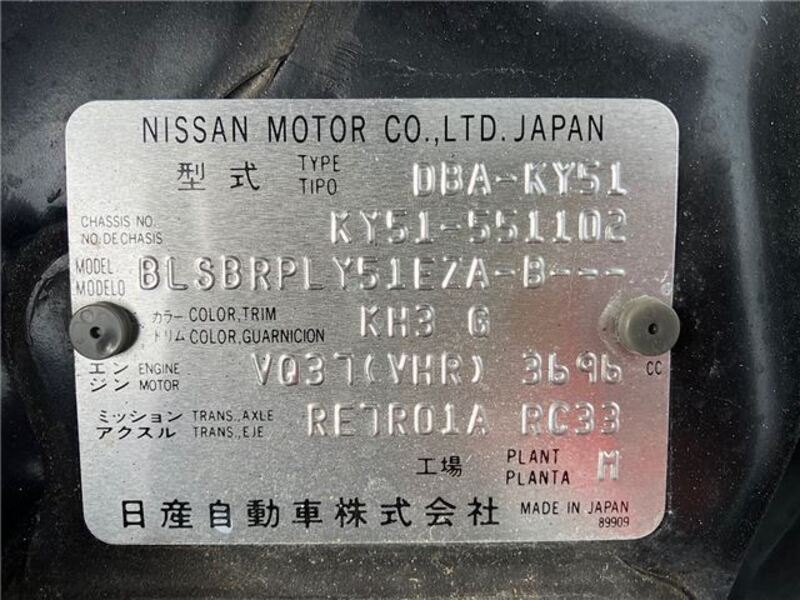 NISSAN MOTOR CO.,LTD. JAPAN
型式 TYPE TIPO DBA-KY51
CHASSIS NO. NO. DE CHASIS KY51-551102
MODEL MODELO BLSBRPLY51EZA-B---
カラー COLOR, TRIM KH3 G
トリム COLOR, GUARNICION
エンジン ENGINE MOTOR VQ37(VHR) 3696 CC
ミッション TRANS., AXLE RE7R01A RC33
アクスル TRANS., EJE
工場 PLANT PLANTA M
日産自動車株式会社 MADE IN JAPAN
89909